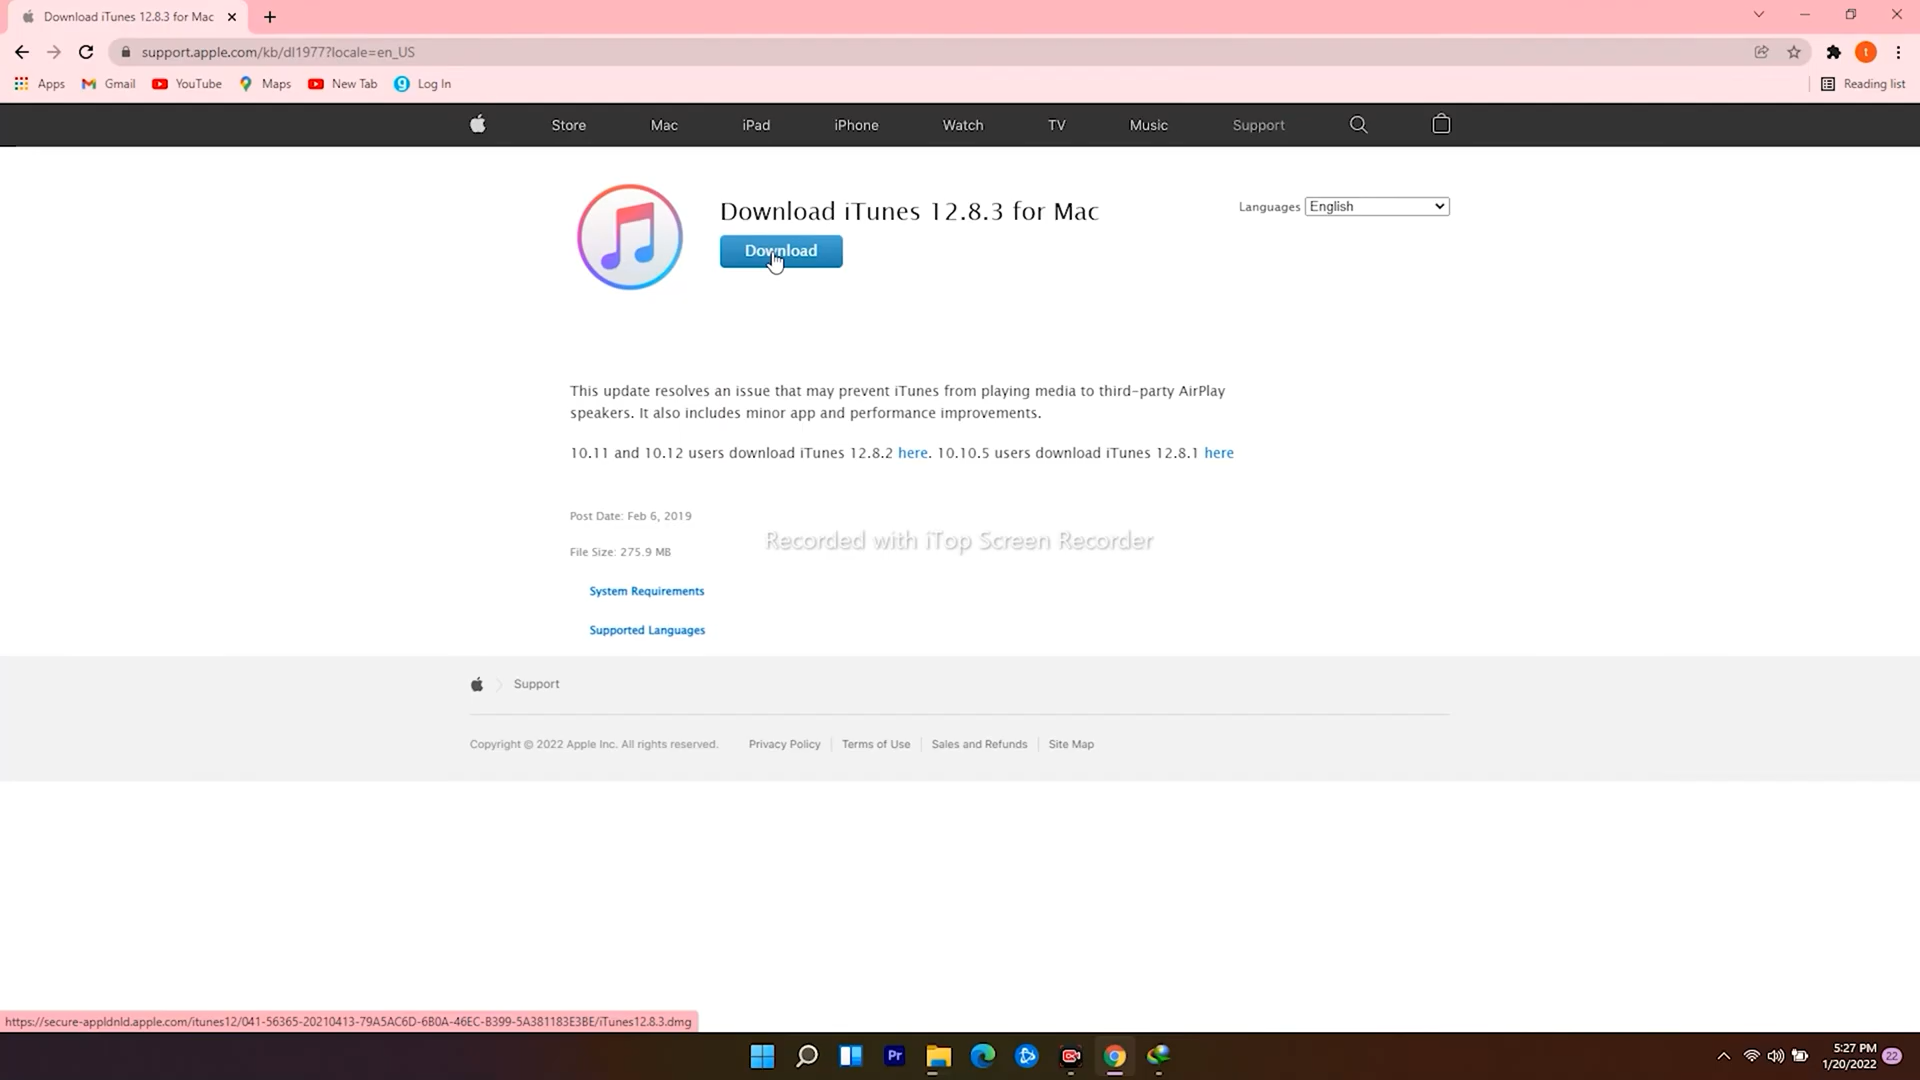 Download iTunes 12.8.3 for Mac
support.apple.com/kb/dl1977?locale=en_US
t
Apps Gmail YouTube Maps New Tab Log In Reading list
Store Mac iPad iPhone Watch TV Music Support
Download iTunes 12.8.3 for Mac
Languages English
Download
This update resolves an issue that may prevent iTunes from playing media to third-party AirPlay
speakers. It also includes minor app and performance improvements.
10.11 and 10.12 users download iTunes 12.8.2 here. 10.10.5 users download iTunes 12.8.1 here
Post Date: Feb 6, 2019
Recorded with iTop Screen Recorder
File Size: 275.9 MB
System Requirements
Supported Languages
Support
Copyright © 2022 Apple Inc. All rights reserved. Privacy Policy Terms of Use Sales and Refunds Site Map
https://secure-appldnld.apple.com/itunes12/041-56365-20210413-79A5AC6D-6B0A-46EC-B399-5A381183E3BE/iTunes12.8.3.dmg
Pr
5:27 PM
1/20/2022
22